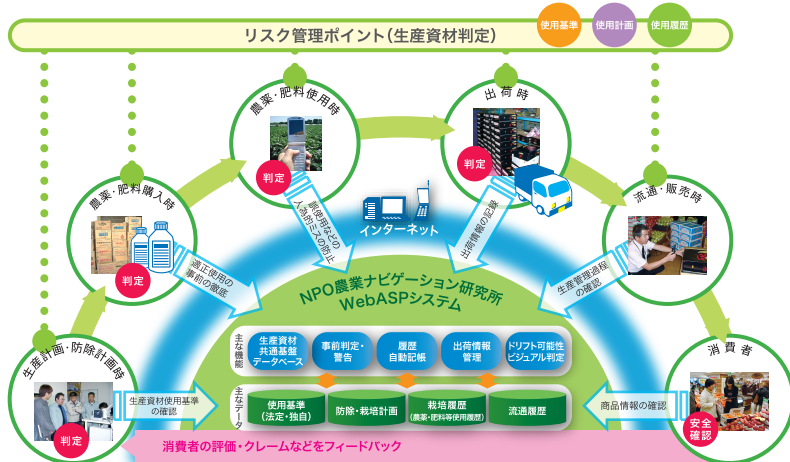 リスク管理ポイント（生産資材判定）
使用基準
使用計画
使用履歴
農薬・肥料使用時
判定
出荷時
判定
農薬・肥料購入時
判定
流通・販売時
生産計画・防除計画時
判定
消費者
安全
確認
誤使用などの
人為的ミスの防止
インターネット
出荷情報の記録
適正使用の
事前の徹底
生産管理過程
の確認
NPO農業ナビゲーション研究所
WebASPシステム
主な機能
生産資材
共通基盤
データベース
事前判定・
警告
履歴
自動記帳
出荷情報
管理
ドリフト可能性
ビジュアル判定
主なデータ
使用基準
（法定・独自）
防除・栽培計画
栽培履歴
（農薬・肥料等使用履歴）
流通履歴
生産資材使用基準
の確認
商品情報の確認
消費者の評価・クレームなどをフィードバック